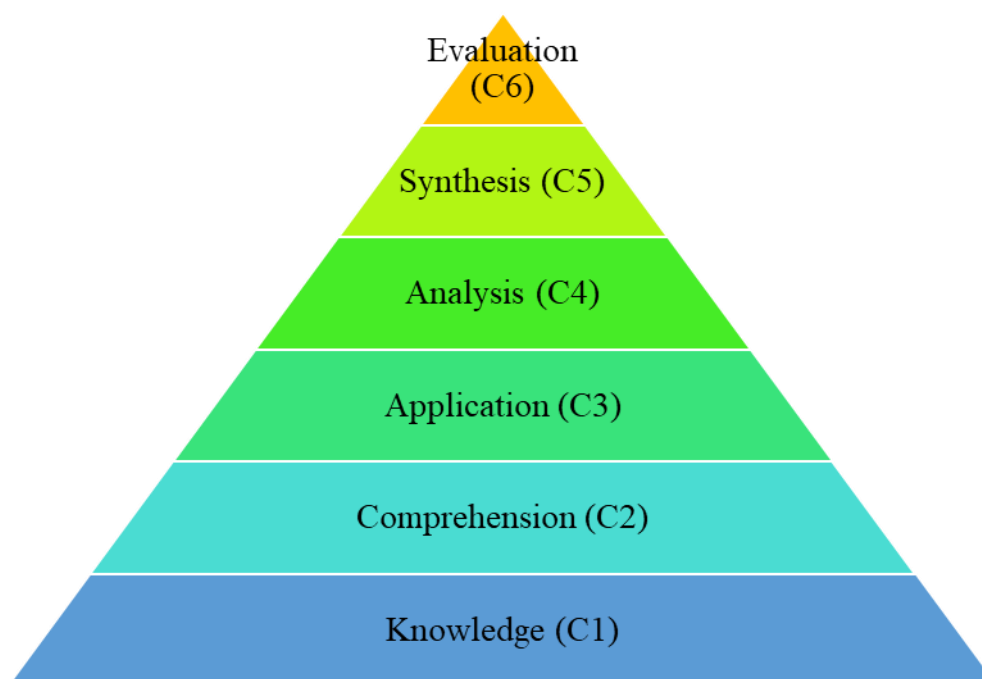 Evaluation
(C6)
Synthesis (C5)
Analysis (C4)
Application (C3)
Comprehension (C2)
Knowledge (C1)